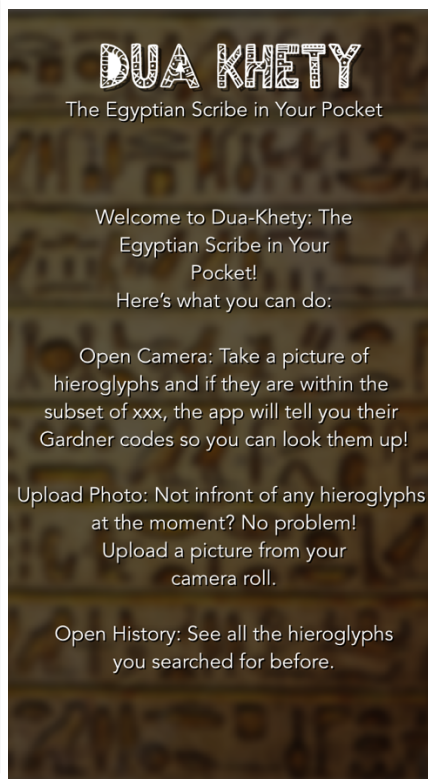 DUA KHETY
The Egyptian Scribe in Your Pocket
Welcome to Dua-Khety: The
Egyptian Scribe in Your
Pocket!
Here's what you can do:
Open Camera: Take a picture of
hieroglyphs and if they are within the
subset of xxx, the app will tell you their
Gardner codes so you can look them up!
Upload Photo: Not infront of any hieroglyphs
at the moment? No problem!
Upload a picture from your
camera roll.
Open History: See all the hieroglyphs
you searched for before.